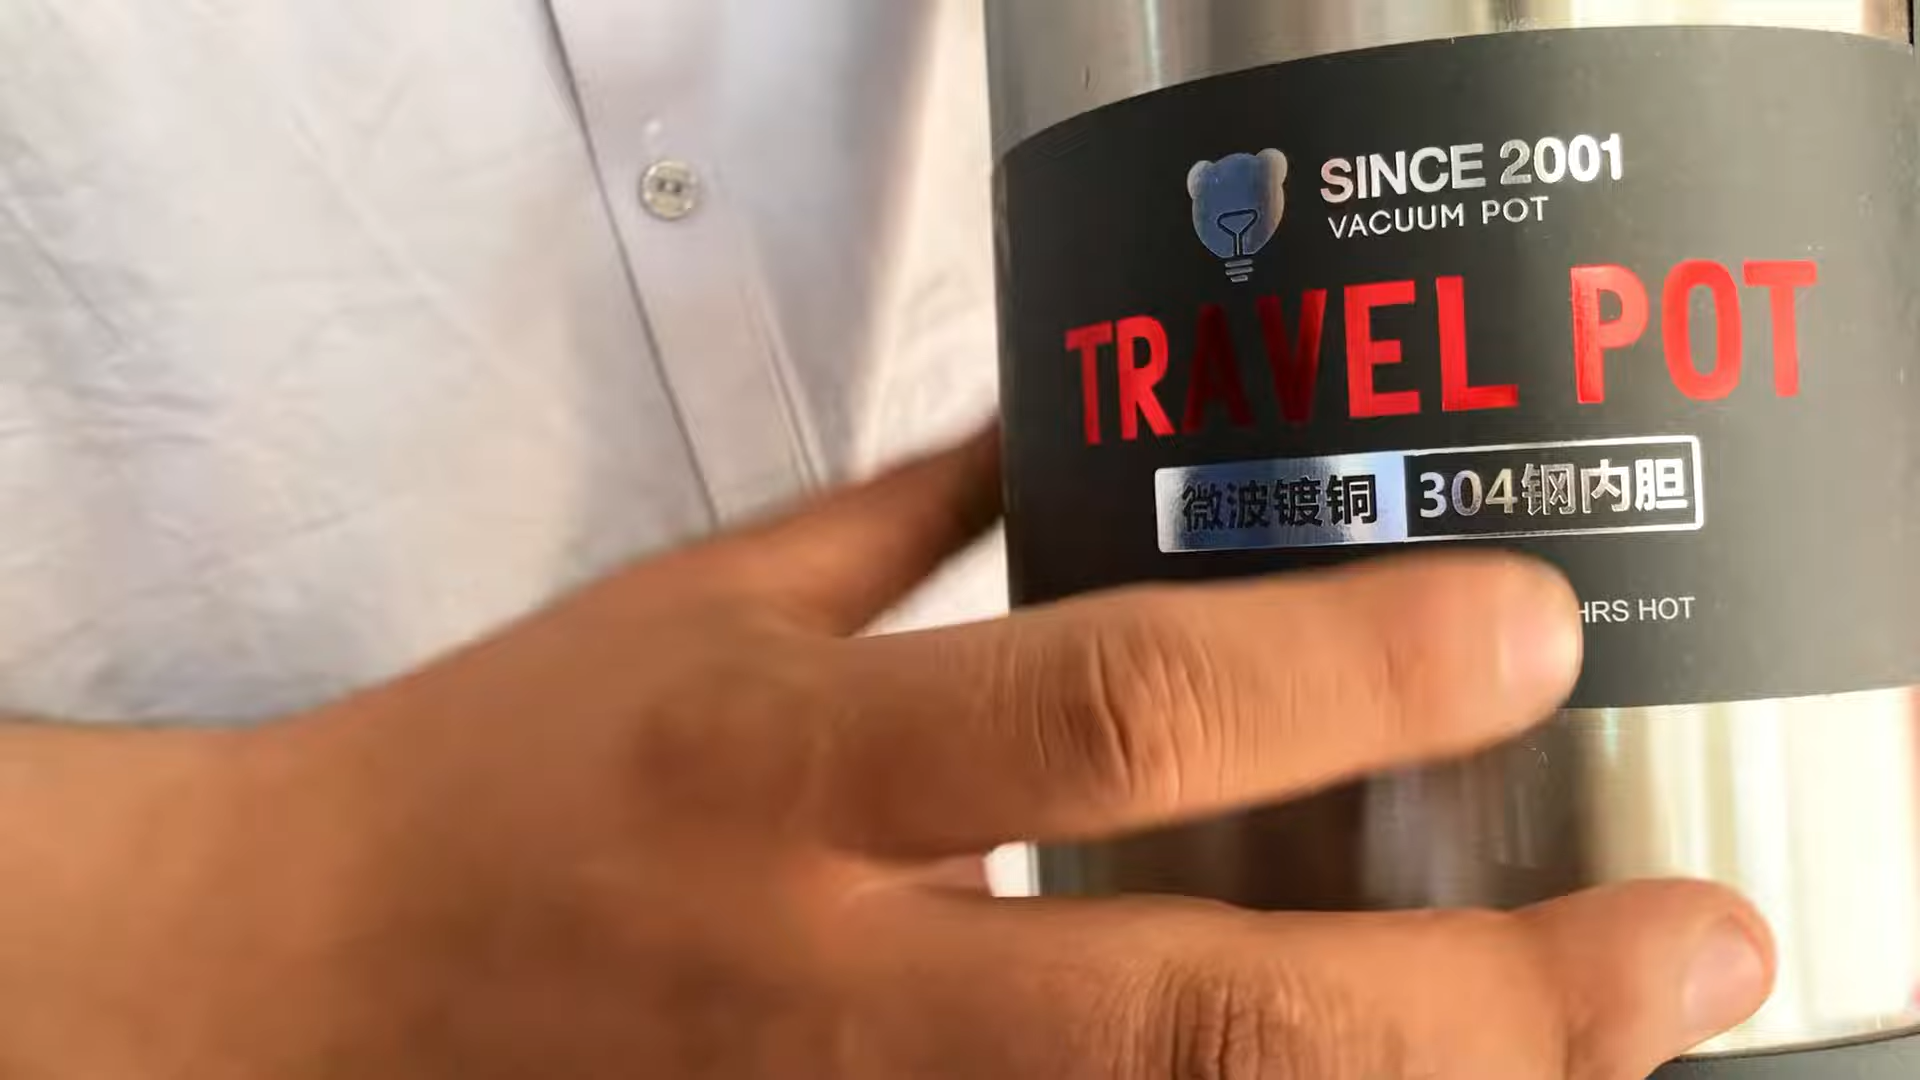 SINCE 2001
VACUUM POT
TRAVEL POT
微波镀铜 304钢内胆
HRS HOT